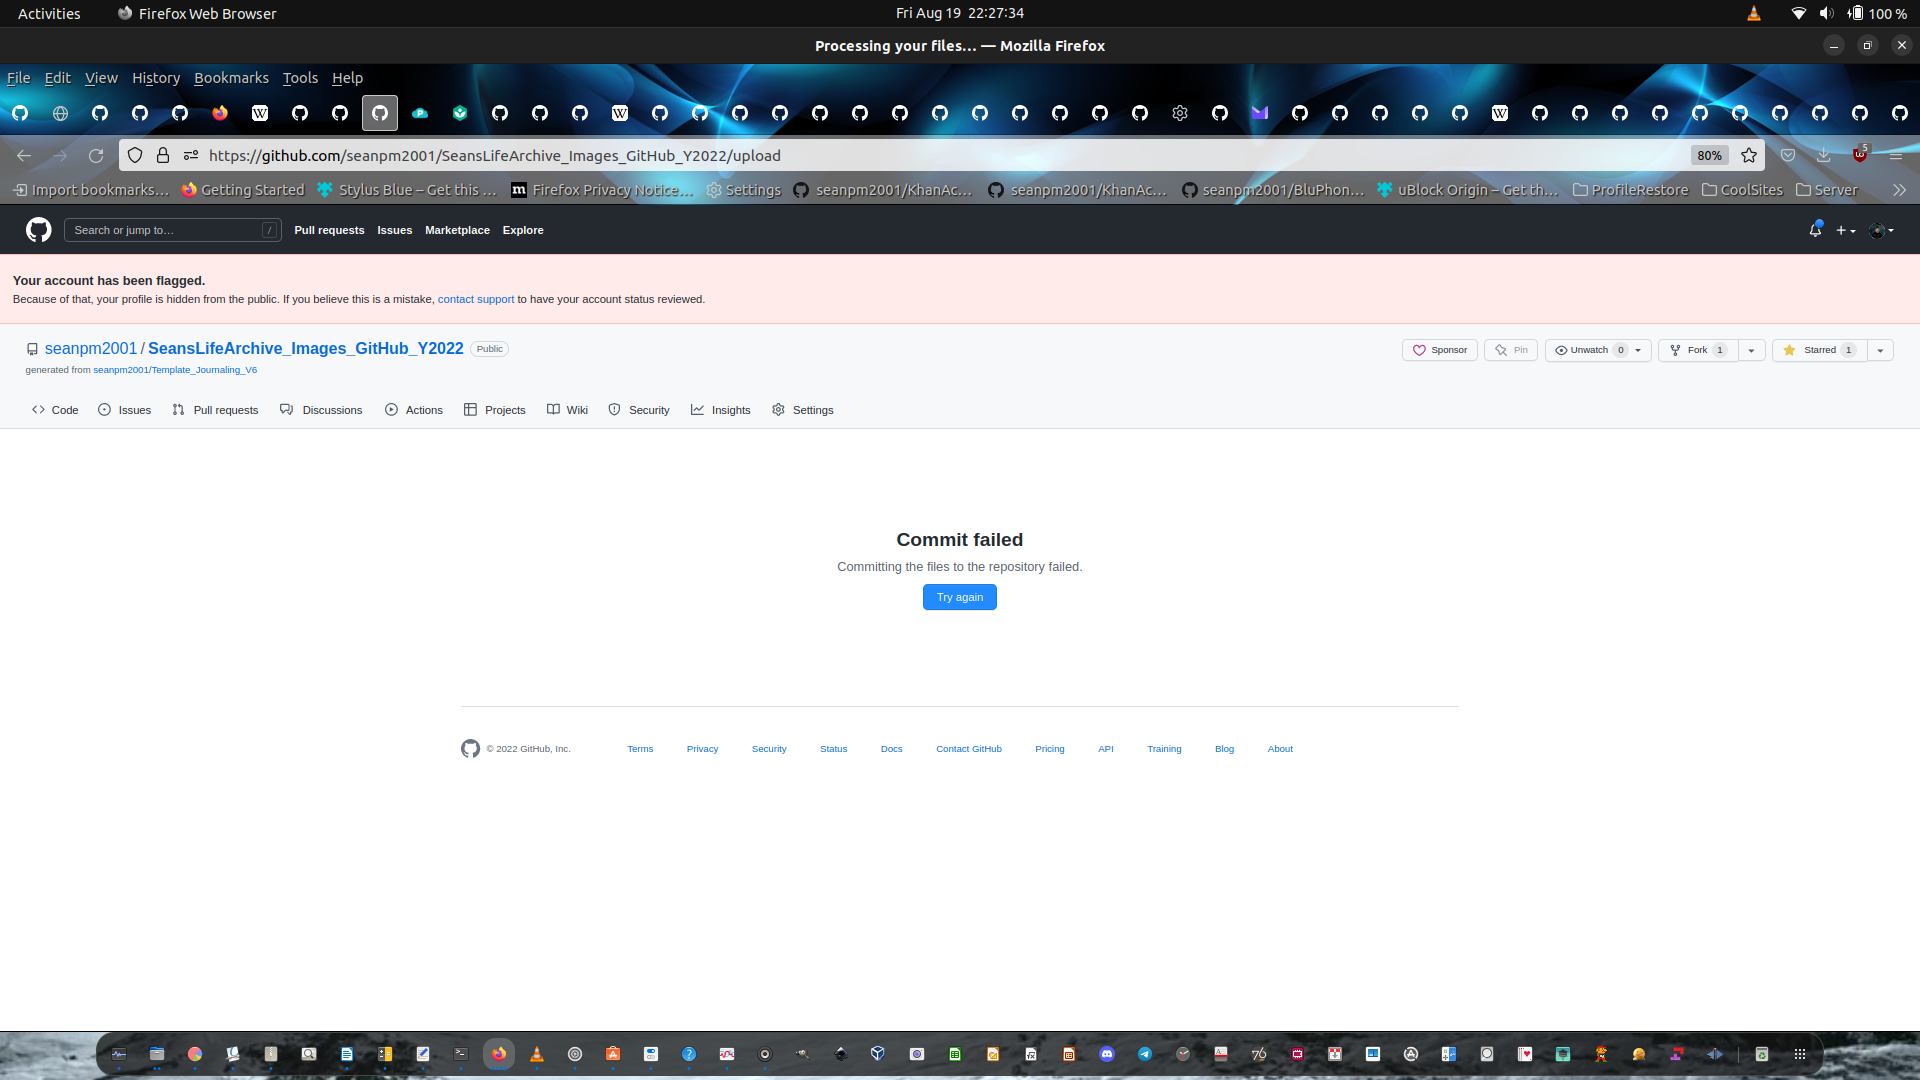 Activities Firefox Web Browser Fri Aug 19 22:27:34 100 %
Processing your files… — Mozilla Firefox
File Edit View History Bookmarks Tools Help
https://github.com/seanpm2001/SeansLifeArchive_Images_GitHub_Y2022/upload 80% 5
Import bookmarks… Getting Started Stylus Blue – Get this … Firefox Privacy Notice… Settings seanpm2001/KhanAc… seanpm2001/KhanAc… seanpm2001/BluPhon… uBlock Origin – Get th… ProfileRestore CoolSites Server
Search or jump to… / Pull requests Issues Marketplace Explore
Your account has been flagged.
Because of that, your profile is hidden from the public. If you believe this is a mistake, contact support to have your account status reviewed.
seanpm2001 / SeansLifeArchive_Images_GitHub_Y2022 Public Sponsor Pin Unwatch 0 Fork 1 Starred 1
generated from seanpm2001/Template_Journaling_V6
Code Issues Pull requests Discussions Actions Projects Wiki Security Insights Settings
Commit failed
Committing the files to the repository failed.
Try again
© 2022 GitHub, Inc. Terms Privacy Security Status Docs Contact GitHub Pricing API Training Blog About